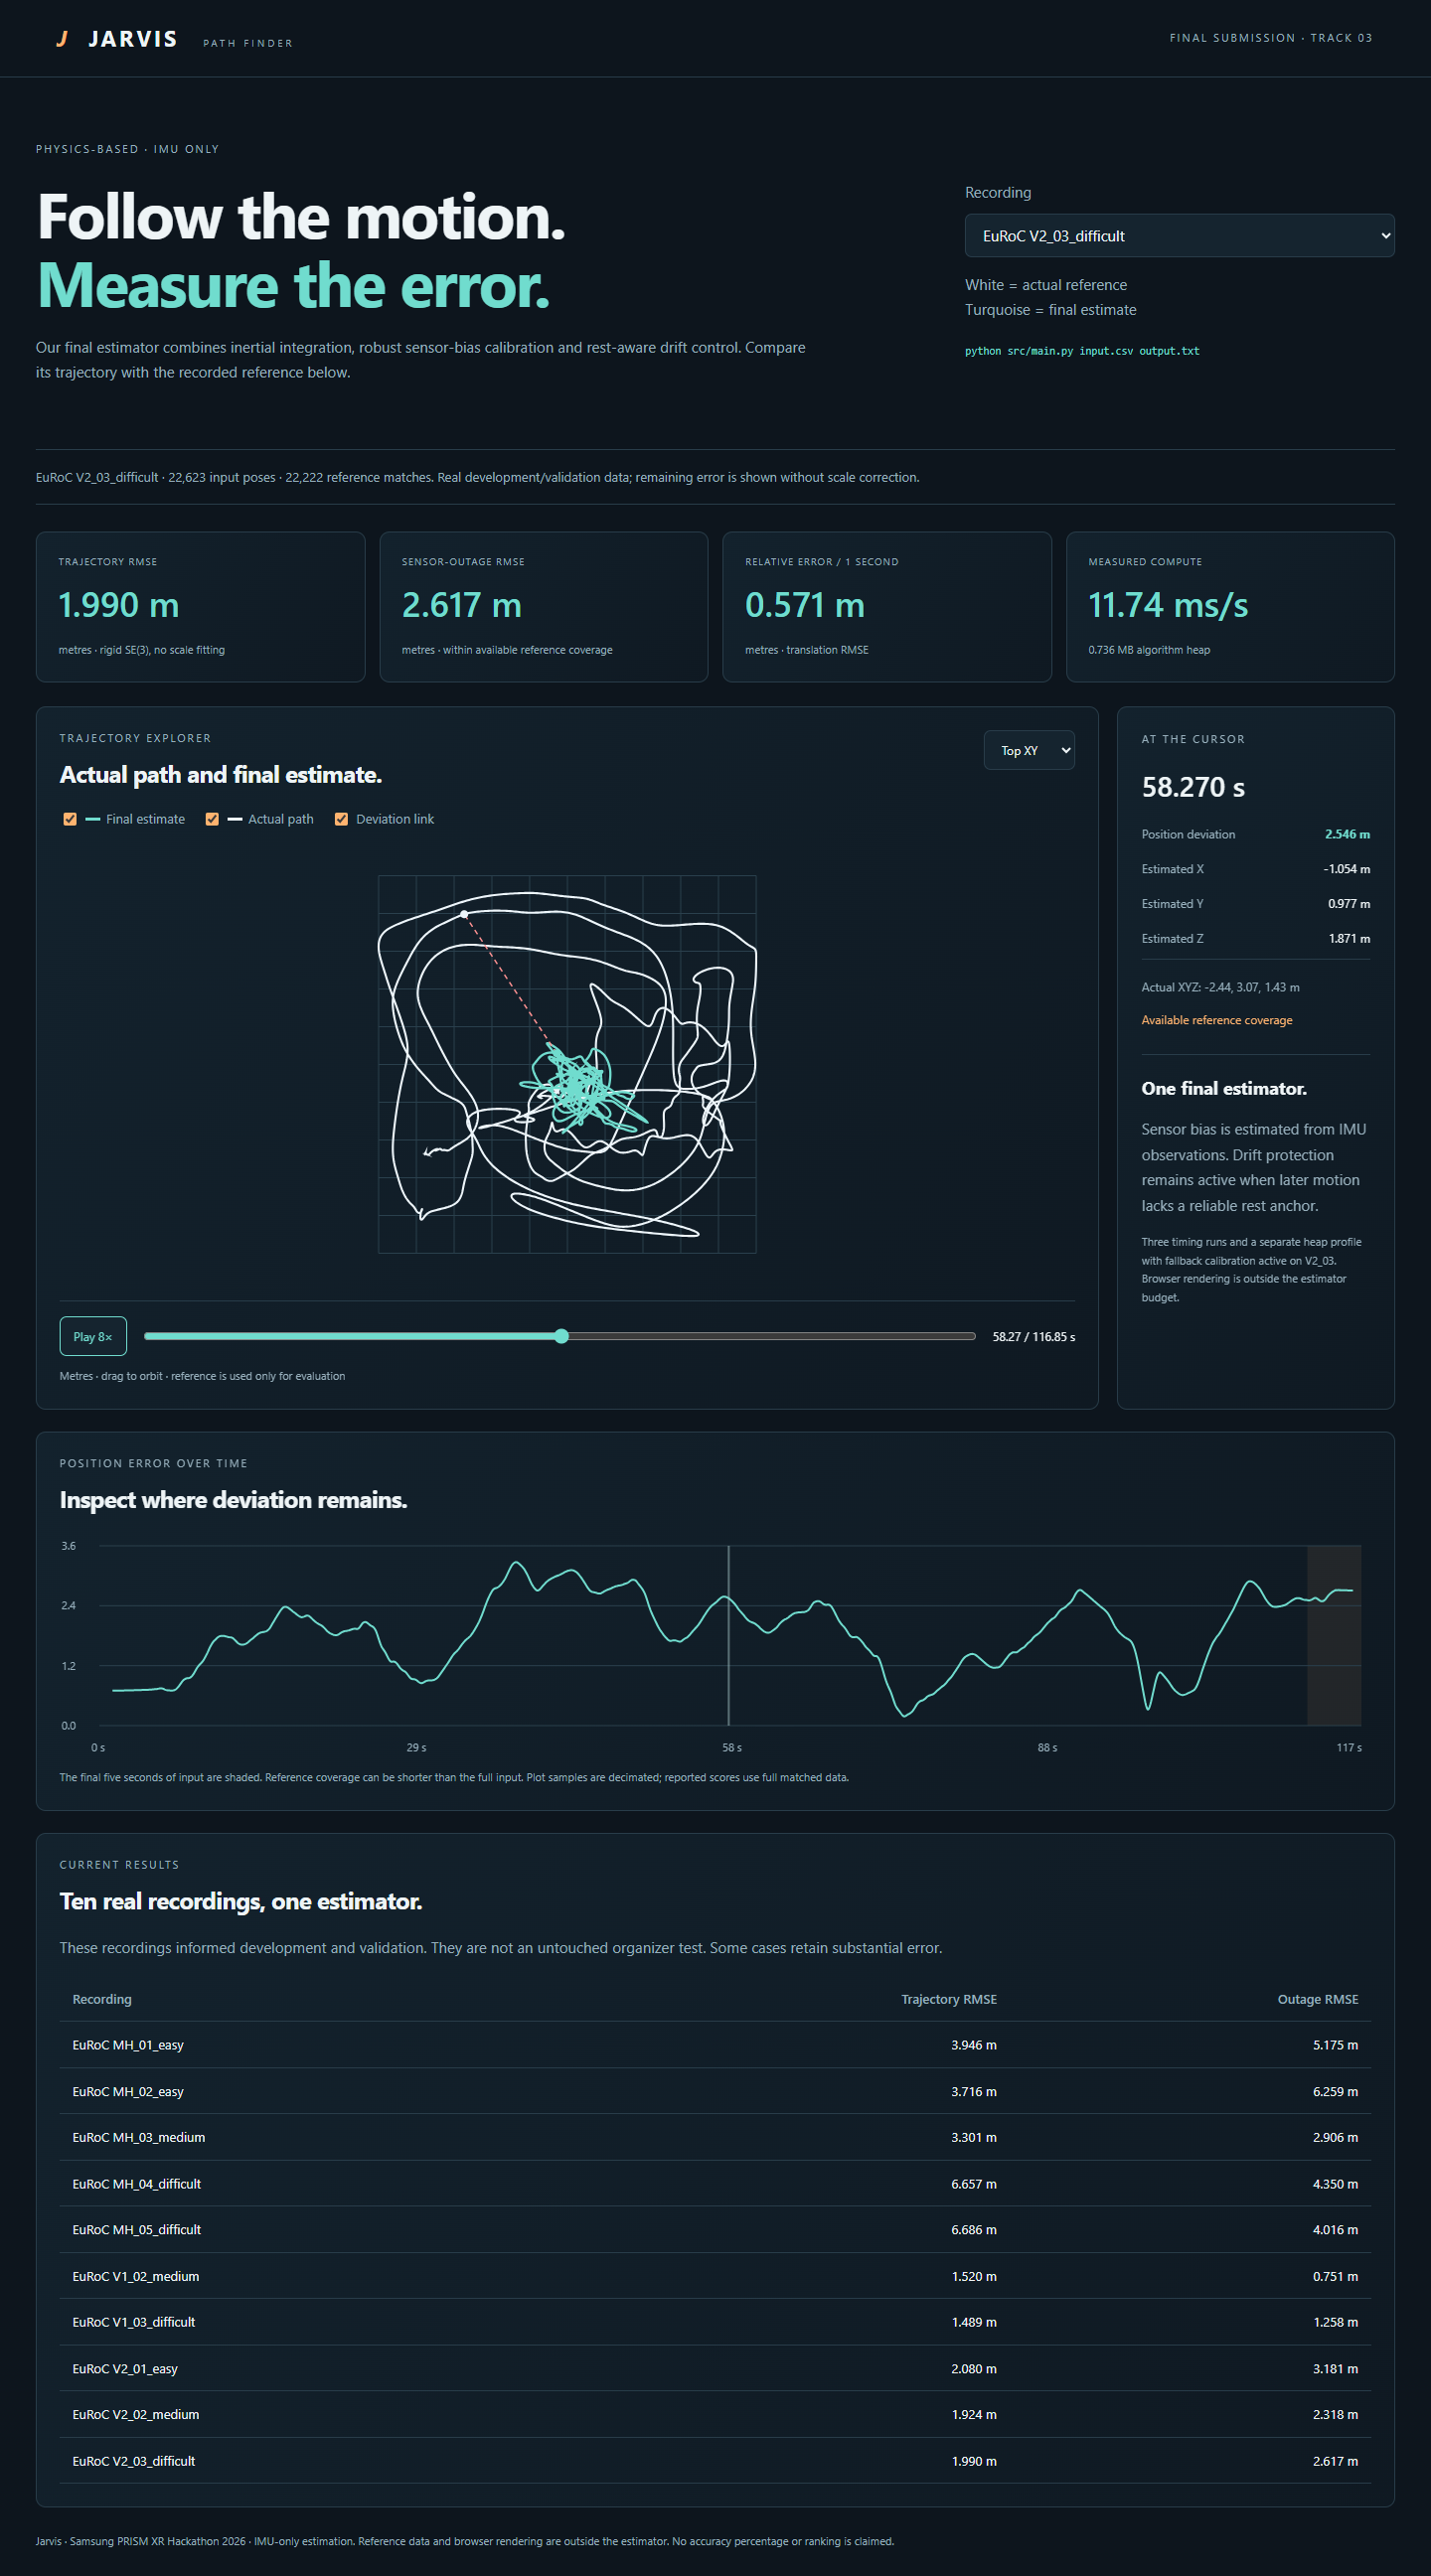 J JARVIS PATH FINDER
FINAL SUBMISSION · TRACK 03
PHYSICS-BASED · IMU ONLY
Follow the motion.
Measure the error.
Our final estimator combines inertial integration, robust sensor-bias calibration and rest-aware drift control. Compare
its trajectory with the recorded reference below.
Recording
EuRoC V2_03_difficult
White = actual reference
Turquoise = final estimate
python src/main.py input.csv output.txt
EuRoC V2_03_difficult · 22,623 input poses · 22,222 reference matches. Real development/validation data; remaining error is shown without scale correction.
TRAJECTORY RMSE
1.990 m
metres · rigid SE(3), no scale fitting
SENSOR-OUTAGE RMSE
2.617 m
metres · within available reference coverage
RELATIVE ERROR / 1 SECOND
0.571 m
metres · translation RMSE
MEASURED COMPUTE
11.74 ms/s
0.736 MB algorithm heap
TRAJECTORY EXPLORER
Actual path and final estimate.
Top XY
Final estimate
Actual path
Deviation link
Play 8×
58.27 / 116.85 s
Metres · drag to orbit · reference is used only for evaluation
AT THE CURSOR
58.270 s
Position deviation 2.546 m
Estimated X -1.054 m
Estimated Y 0.977 m
Estimated Z 1.871 m
Actual XYZ: -2.44, 3.07, 1.43 m
Available reference coverage
One final estimator.
Sensor bias is estimated from IMU
observations. Drift protection
remains active when later motion
lacks a reliable rest anchor.
Three timing runs and a separate heap profile
with fallback calibration active on V2_03.
Browser rendering is outside the estimator
budget.
POSITION ERROR OVER TIME
Inspect where deviation remains.
3.6
2.4
1.2
0.0
0 s 29 s 58 s 88 s 117 s
The final five seconds of input are shaded. Reference coverage can be shorter than the full input. Plot samples are decimated; reported scores use full matched data.
CURRENT RESULTS
Ten real recordings, one estimator.
These recordings informed development and validation. They are not an untouched organizer test. Some cases retain substantial error.
Recording Trajectory RMSE Outage RMSE
EuRoC MH_01_easy 3.946 m 5.175 m
EuRoC MH_02_easy 3.716 m 6.259 m
EuRoC MH_03_medium 3.301 m 2.906 m
EuRoC MH_04_difficult 6.657 m 4.350 m
EuRoC MH_05_difficult 6.686 m 4.016 m
EuRoC V1_02_medium 1.520 m 0.751 m
EuRoC V1_03_difficult 1.489 m 1.258 m
EuRoC V2_01_easy 2.080 m 3.181 m
EuRoC V2_02_medium 1.924 m 2.318 m
EuRoC V2_03_difficult 1.990 m 2.617 m
Jarvis · Samsung PRISM XR Hackathon 2026 · IMU-only estimation. Reference data and browser rendering are outside the estimator. No accuracy percentage or ranking is claimed.